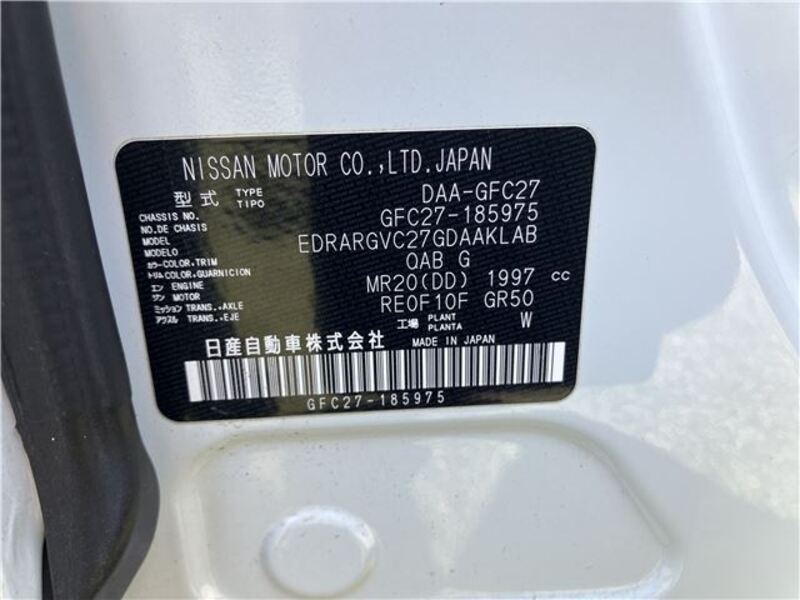 NISSAN MOTOR CO.,LTD.JAPAN
型式 TYPE TIPO DAA-GFC27
CHASSIS NO. NO.DE CHASIS GFC27-185975
MODEL MODELO EDRARGVC27GDAAKLAB
カラー COLOR,TRIM トリム COLOR,GUARNICION QAB G
エン ENGINE ジン MOTOR MR20(DD) 1997 CC
ミッション TRANS.,AXLE アクスル TRANS.,EJE RE0F10F GR50
工場 PLANT PLANTA W
日産自動車株式会社 MADE IN JAPAN
GFC27-185975